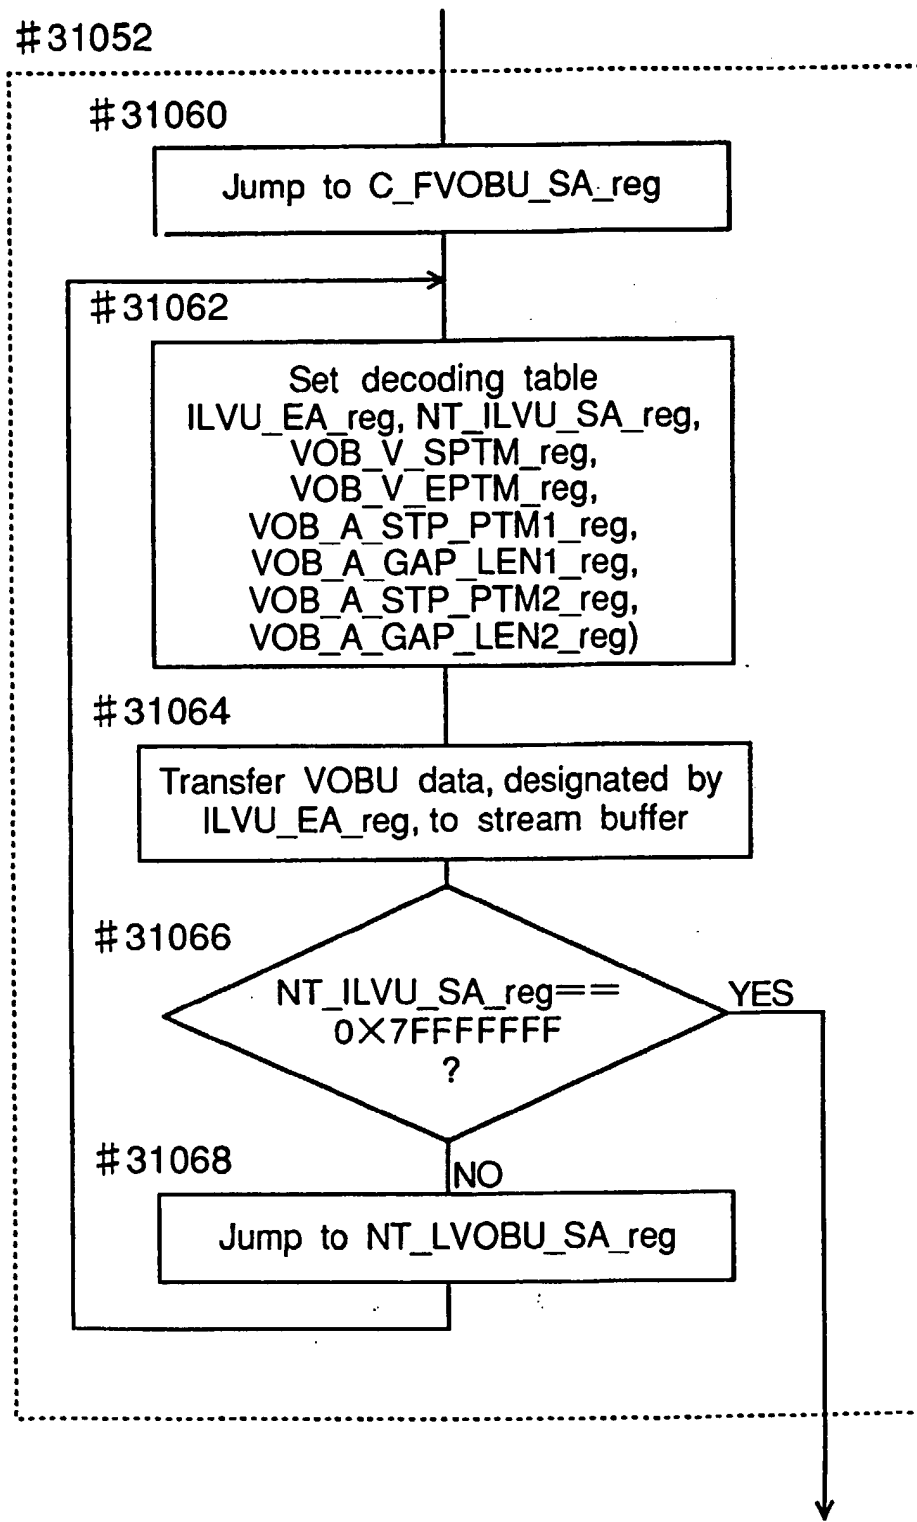 #31052
#31060
Jump to C_FVOBU_SA_reg
#31062
Set decoding table
ILVU_EA_reg, NT_ILVU_SA_reg,
VOB_V_SPTM_reg,
VOB_V_EPTM_reg,
VOB_A_STP_PTM1_reg,
VOB_A_GAP_LEN1_reg,
VOB_A_STP_PTM2_reg,
VOB_A_GAP_LEN2_reg)
#31064
Transfer VOBU data, designated by
ILVU_EA_reg, to stream buffer
#31066
NT_ILVU_SA_reg==
0X7FFFFFFF
?
YES
#31068
NO
Jump to NT_LVOBU_SA_reg